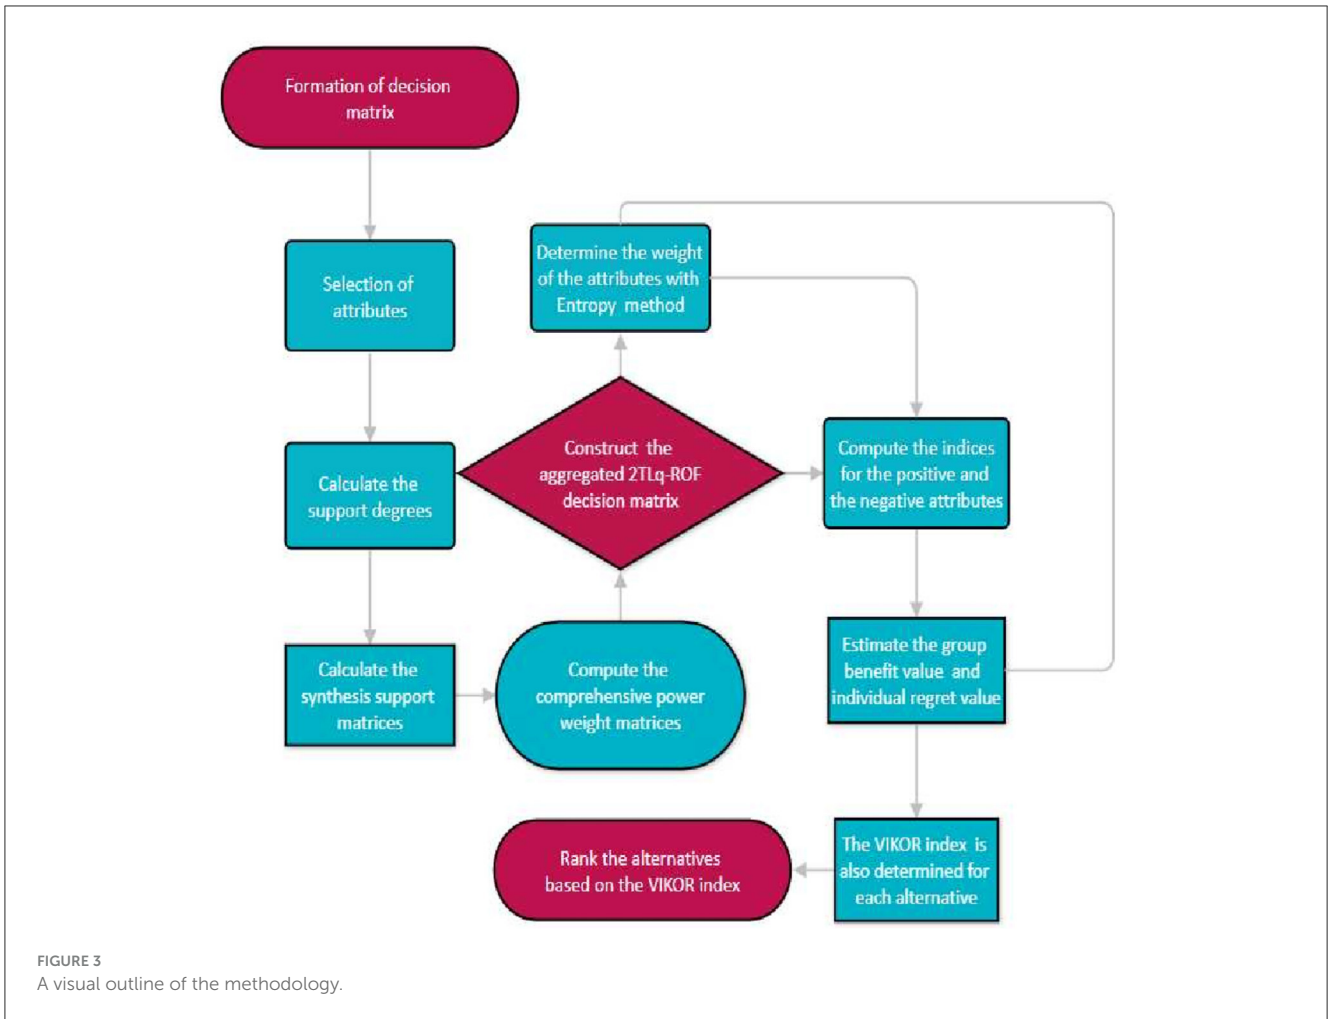 Formation of decision
matrix
Selection of
attributes
Calculate the
support degrees
Calculate the
synthesis support
matrices
Compute the
comprehensive power
weight matrices
Construct the
aggregated 2TLq-ROF
decision matrix
Determine the weight
of the attributes with
Entropy method
Compute the indices
for the positive and
the negative attributes
Estimate the group
benefit value and
individual regret value
The VIKOR index is
also determined for
each alternative
Rank the alternatives
based on the VIKOR index
FIGURE 3
A visual outline of the methodology.